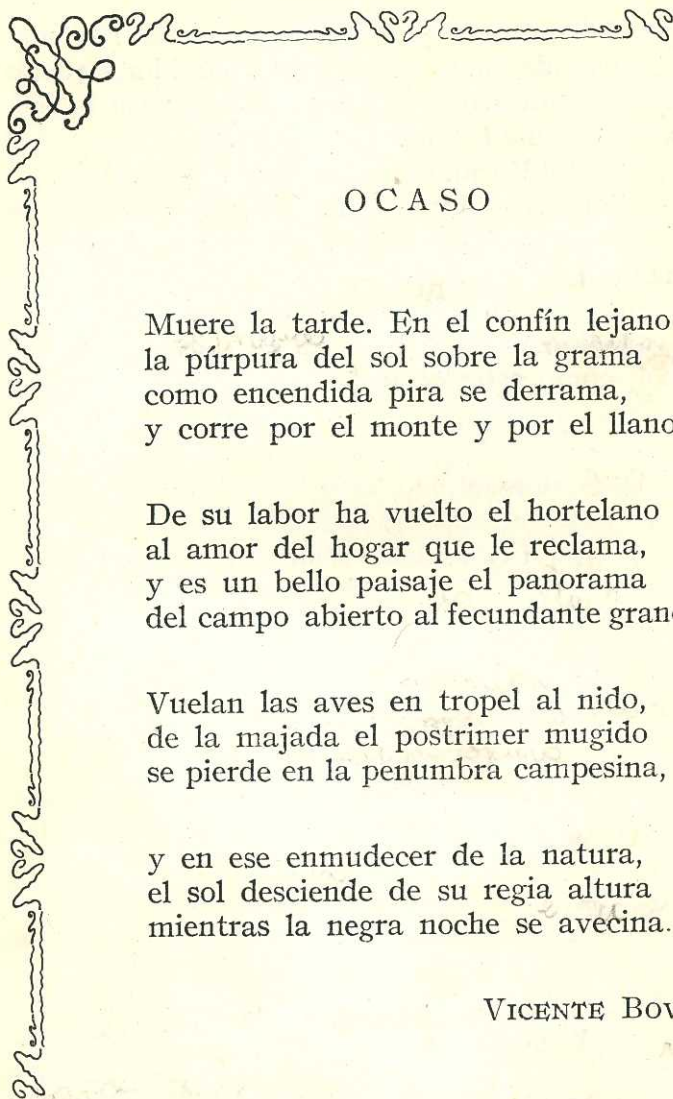 OCASO
Muere la tarde. En el confín lejano
la púrpura del sol sobre la grama
como encendida pira se derrama,
y corre por el monte y por el llano
De su labor ha vuelto el hortelano
al amor del hogar que le reclama,
y es un bello paisaje el panorama
del campo abierto al fecundante gran
Vuelan las aves en tropel al nido,
de la majada el postrimer mugido
se pierde en la penumbra campesina,
y en ese enmudecer de la natura,
el sol desciende de su regia altura
mientras la negra noche se avecina.
VICENTE BOV